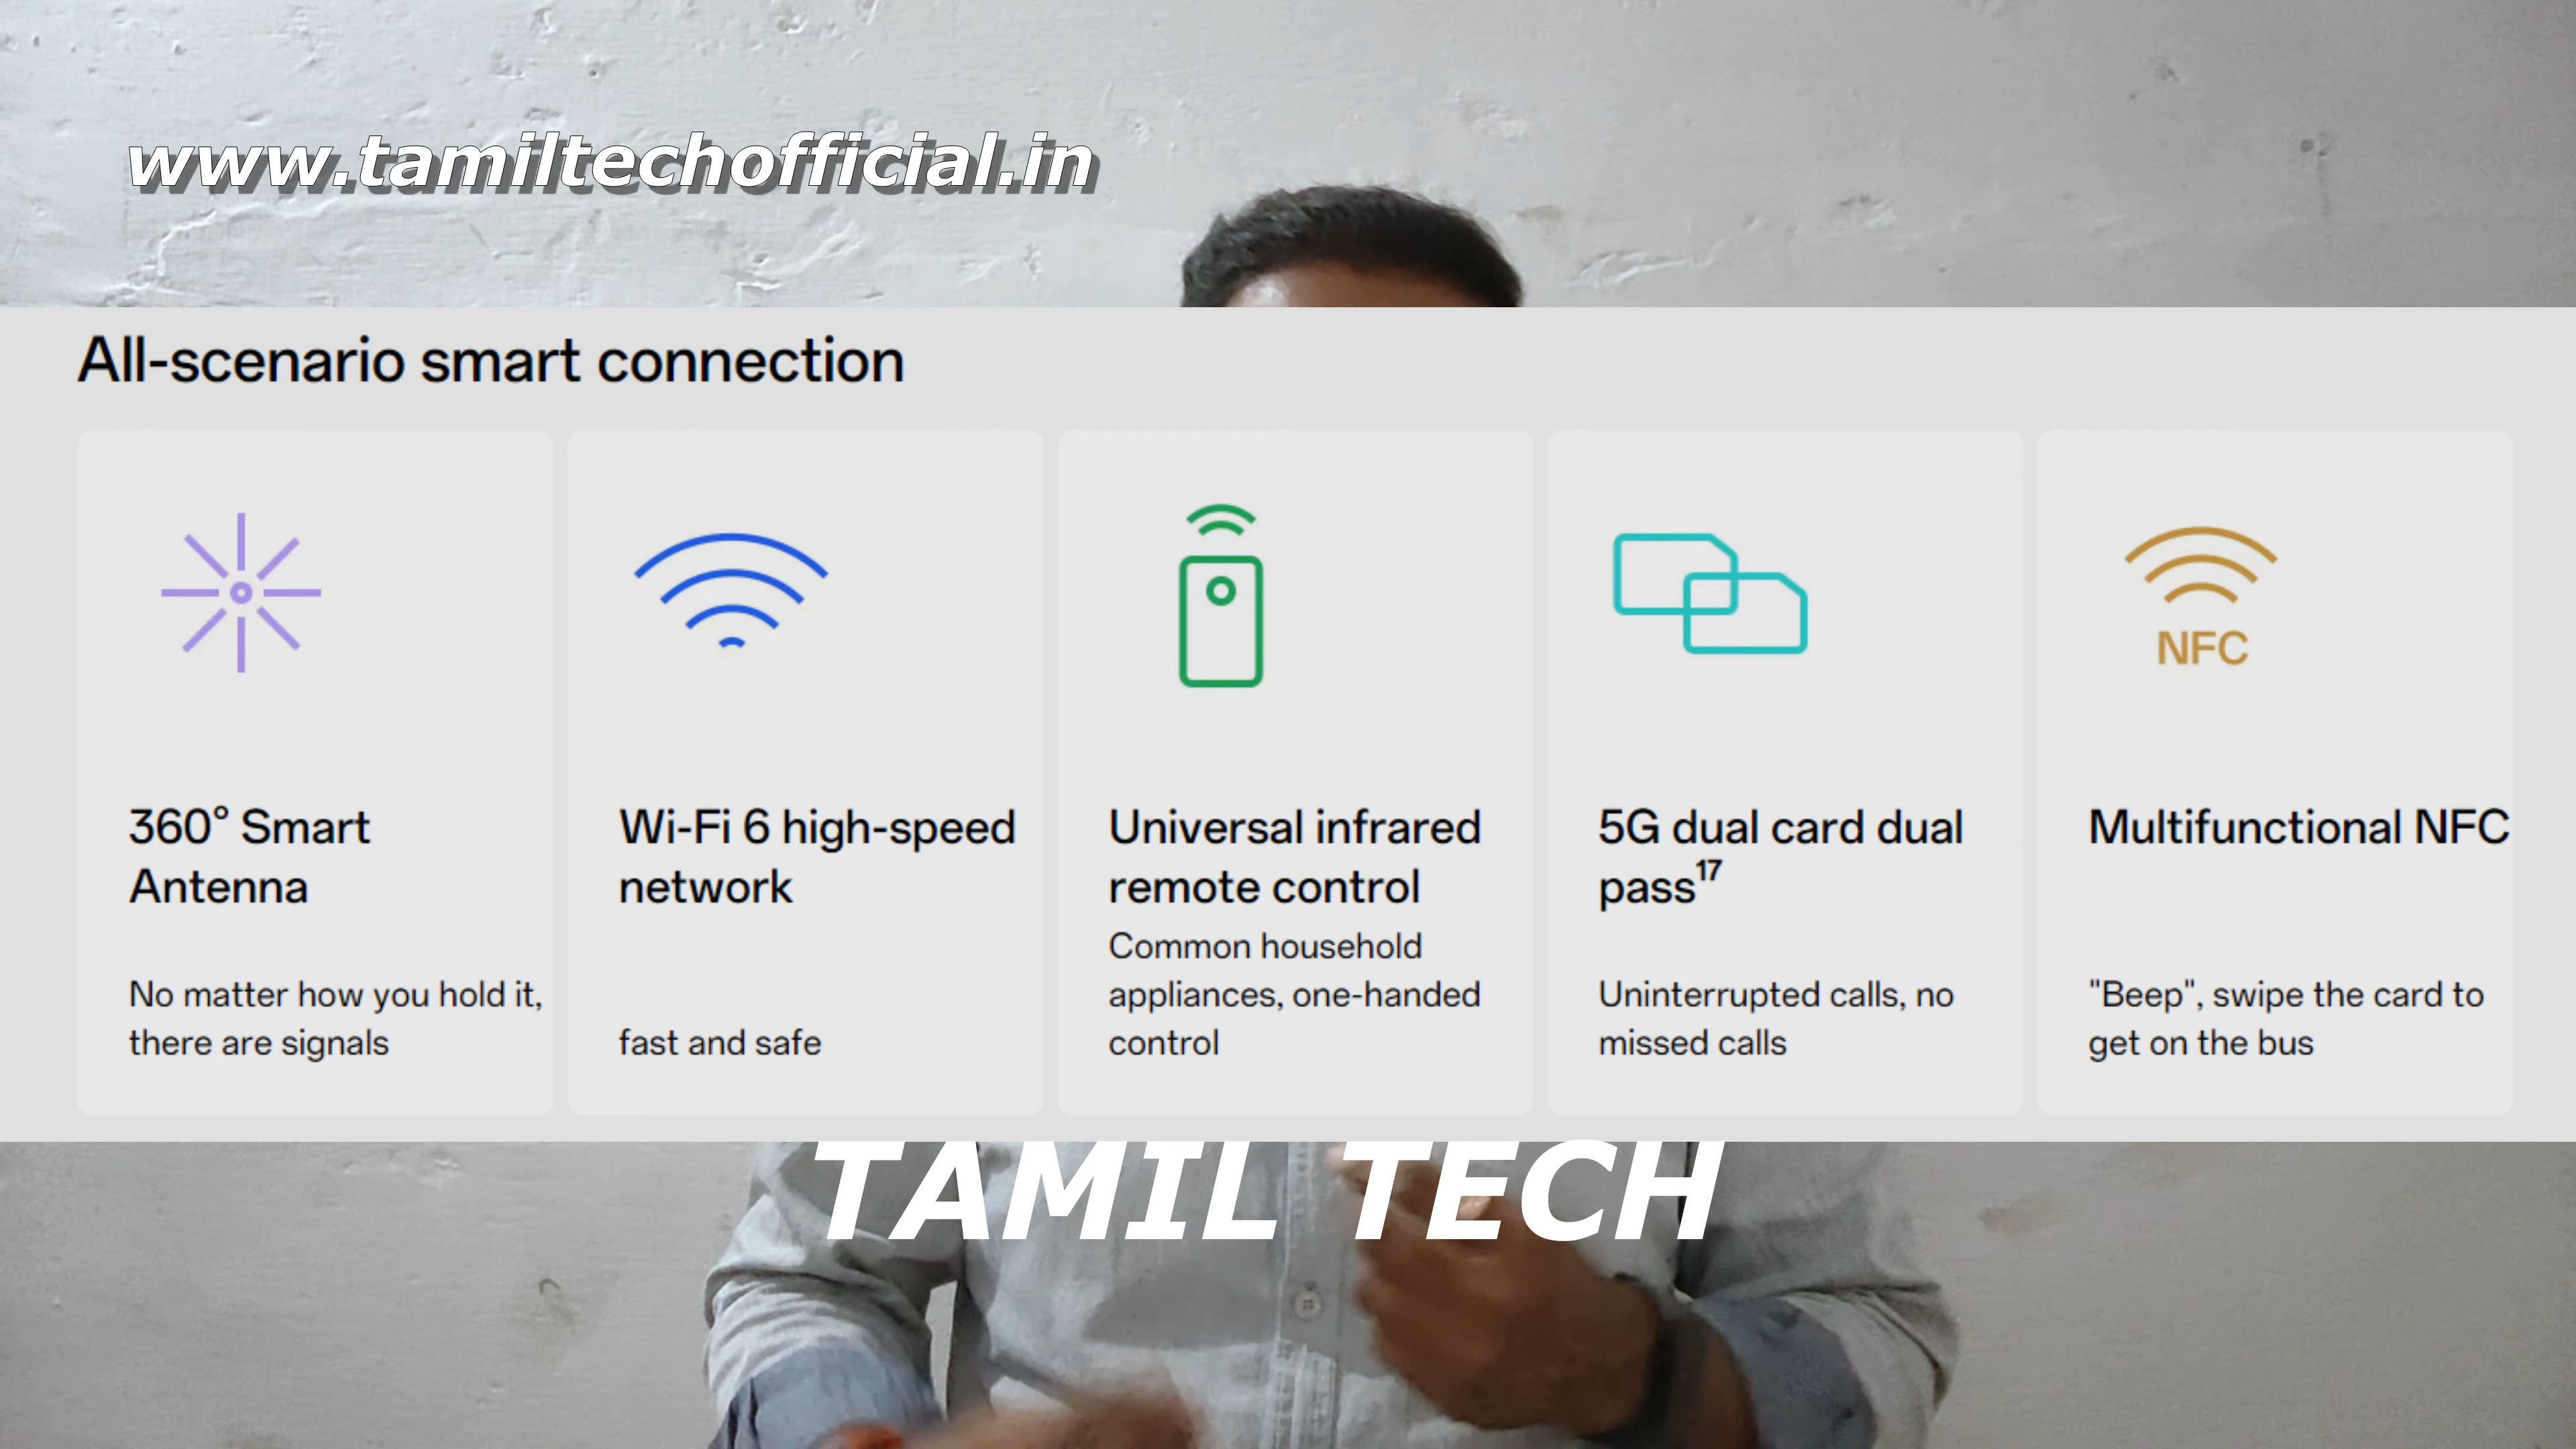 www.tamiltechofficial.in
All-scenario smart connection
360° Smart
Antenna
No matter how you hold it,
there are signals
Wi-Fi 6 high-speed
network
fast and safe
Universal infrared
remote control
Common household
appliances, one-handed
control
5G dual card dual
pass¹⁷
Uninterrupted calls, no
missed calls
NFC
Multifunctional NFC
"Beep", swipe the card to
get on the bus
TAMIL TECH